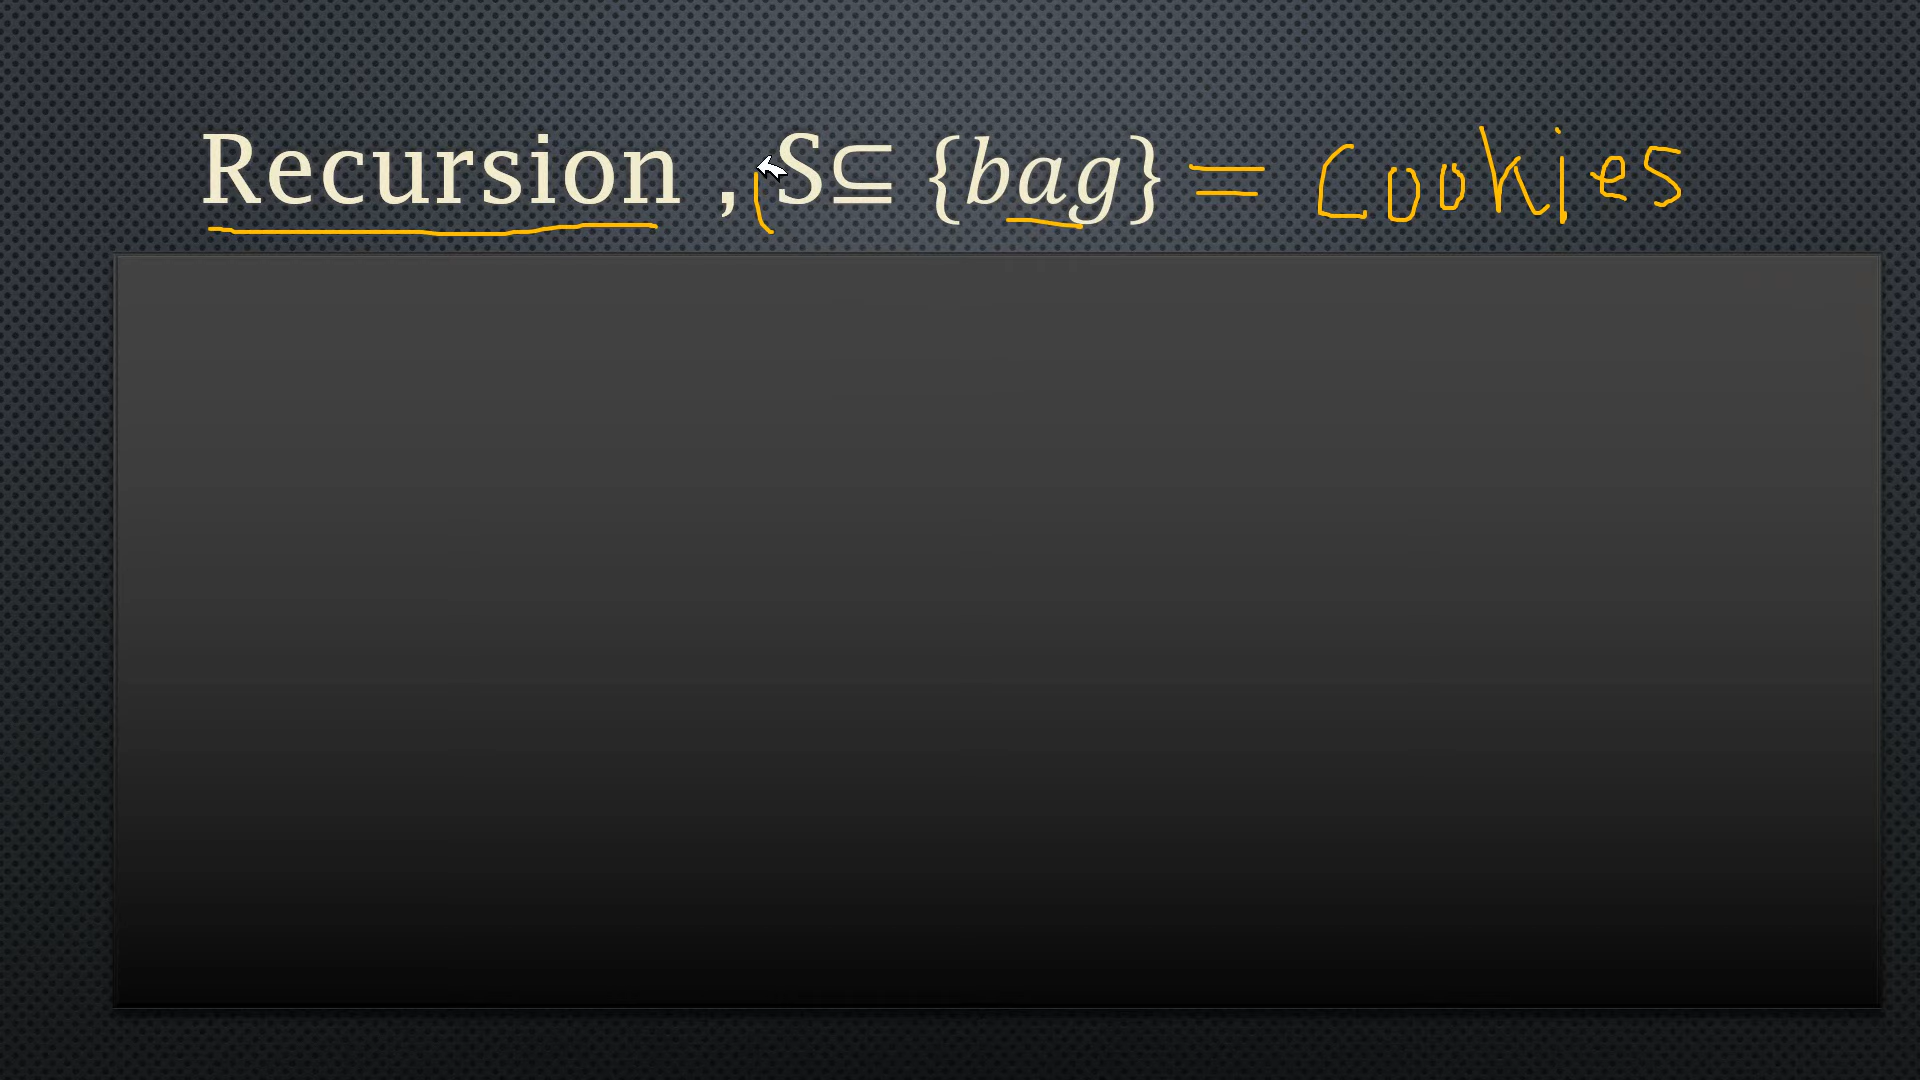 Recursion , S⊆ {bag} = Cookies